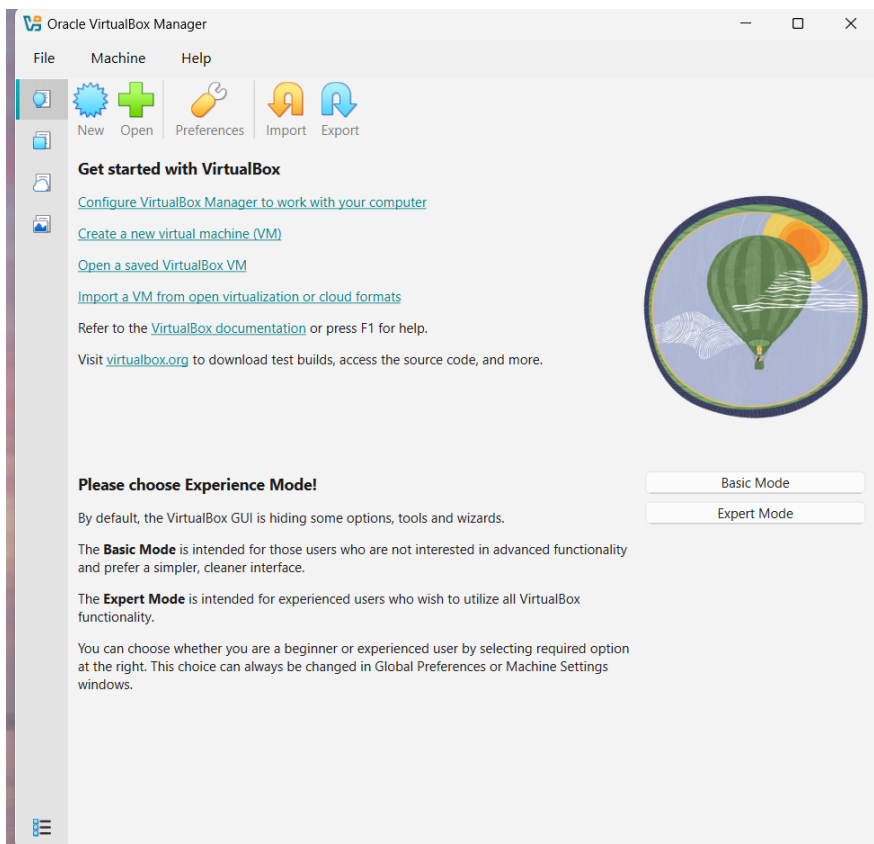 Oracle VirtualBox Manager
File Machine Help
New Open Preferences Import Export
Get started with VirtualBox
Configure VirtualBox Manager to work with your computer
Create a new virtual machine (VM)
Open a saved VirtualBox VM
Import a VM from open virtualization or cloud formats
Refer to the VirtualBox documentation or press F1 for help.
Visit virtualbox.org to download test builds, access the source code, and more.
Please choose Experience Mode!
Basic Mode
By default, the VirtualBox GUI is hiding some options, tools and wizards.
Expert Mode
The Basic Mode is intended for those users who are not interested in advanced functionality
and prefer a simpler, cleaner interface.
The Expert Mode is intended for experienced users who wish to utilize all VirtualBox
functionality.
You can choose whether you are a beginner or experienced user by selecting required option
at the right. This choice can always be changed in Global Preferences or Machine Settings
windows.